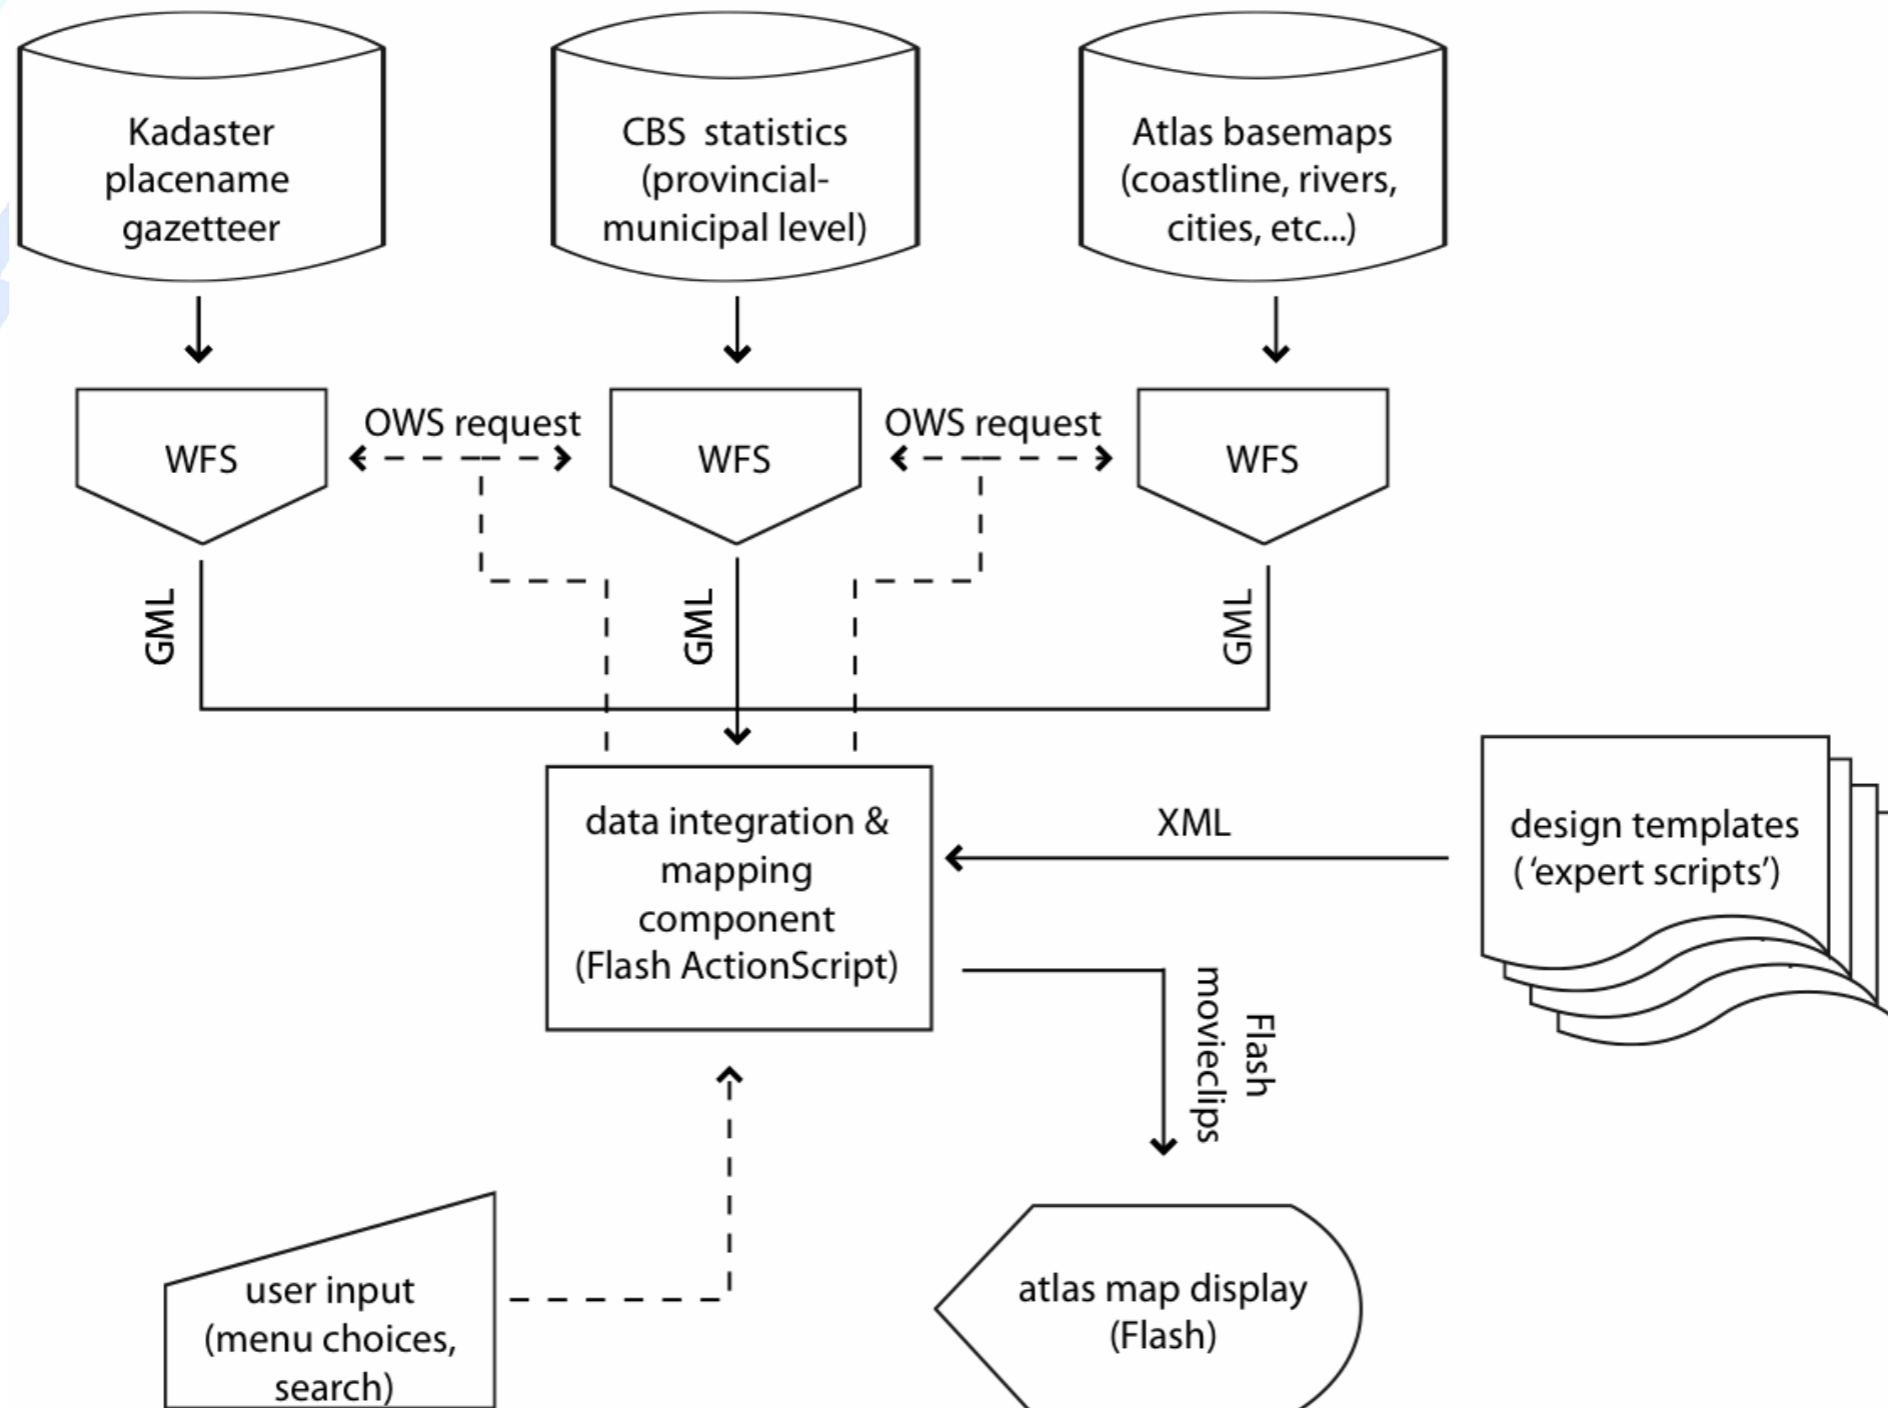 Kadaster
placename
gazetteer
CBS statistics
(provincial-
municipal level)
Atlas basemaps
(coastline, rivers,
cities, etc...)
WFS
OWS request
WFS
OWS request
WFS
GML
GML
GML
data integration &
mapping
component
(Flash ActionScript)
XML
design templates
('expert scripts')
Flash
movieclips
user input
(menu choices,
search)
atlas map display
(Flash)